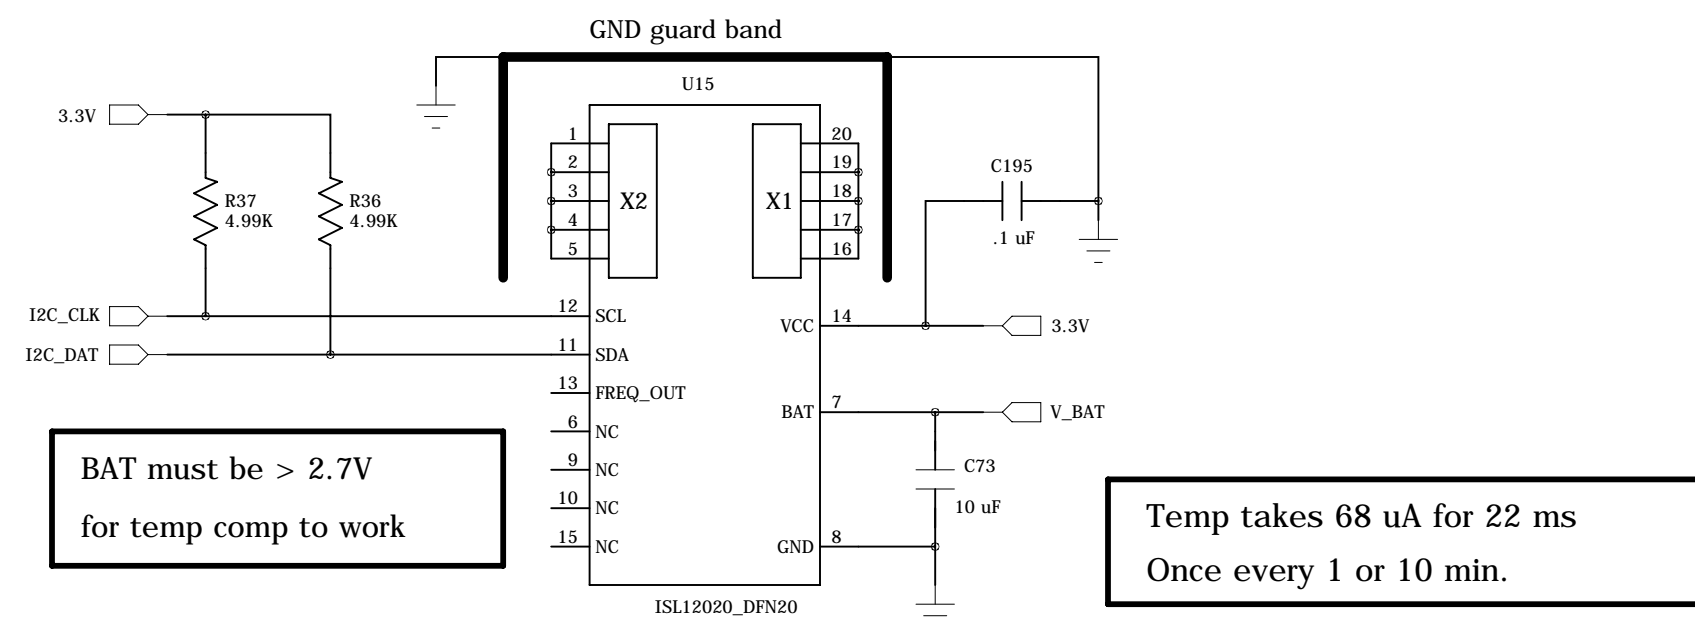 GND guard band
U15
3.3V
1
2
3
4
5
X2
X1
20
19
18
17
16
C195
.1 uF
R37
4.99K
R36
4.99K
I2C_CLK
12
SCL
VCC
14
3.3V
I2C_DAT
11
SDA
13
FREQ_OUT
BAT
7
V_BAT
6
NC
9
NC
C73
10 uF
10
NC
15
NC
GND
8
ISL12020_DFN20
BAT must be > 2.7V
for temp comp to work
Temp takes 68 uA for 22 ms
Once every 1 or 10 min.